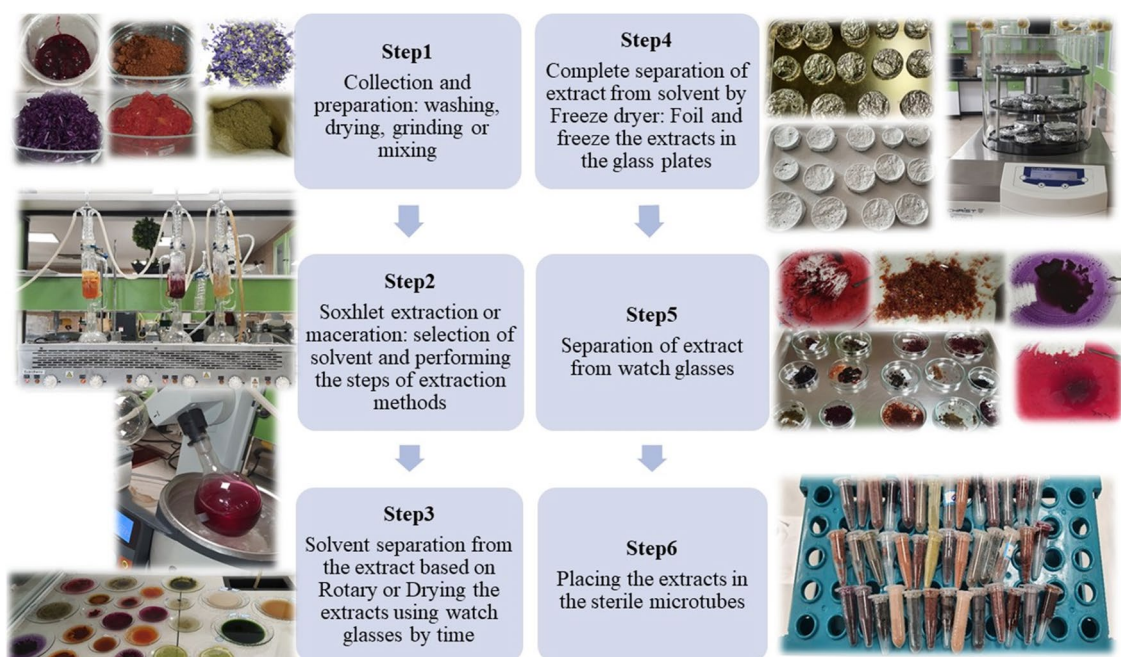 Step1
Collection and
preparation: washing,
drying, grinding or
mixing
Step2
Soxhlet extraction or
maceration: selection of
solvent and performing
the steps of extraction
methods
Step3
Solvent separation from
the extract based on
Rotary or Drying the
extracts using watch
glasses by time
Step4
Complete separation of
extract from solvent by
Freeze dryer: Foil and
freeze the extracts in
the glass plates
Step5
Separation of extract
from watch glasses
Step6
Placing the extracts in
the sterile microtubes